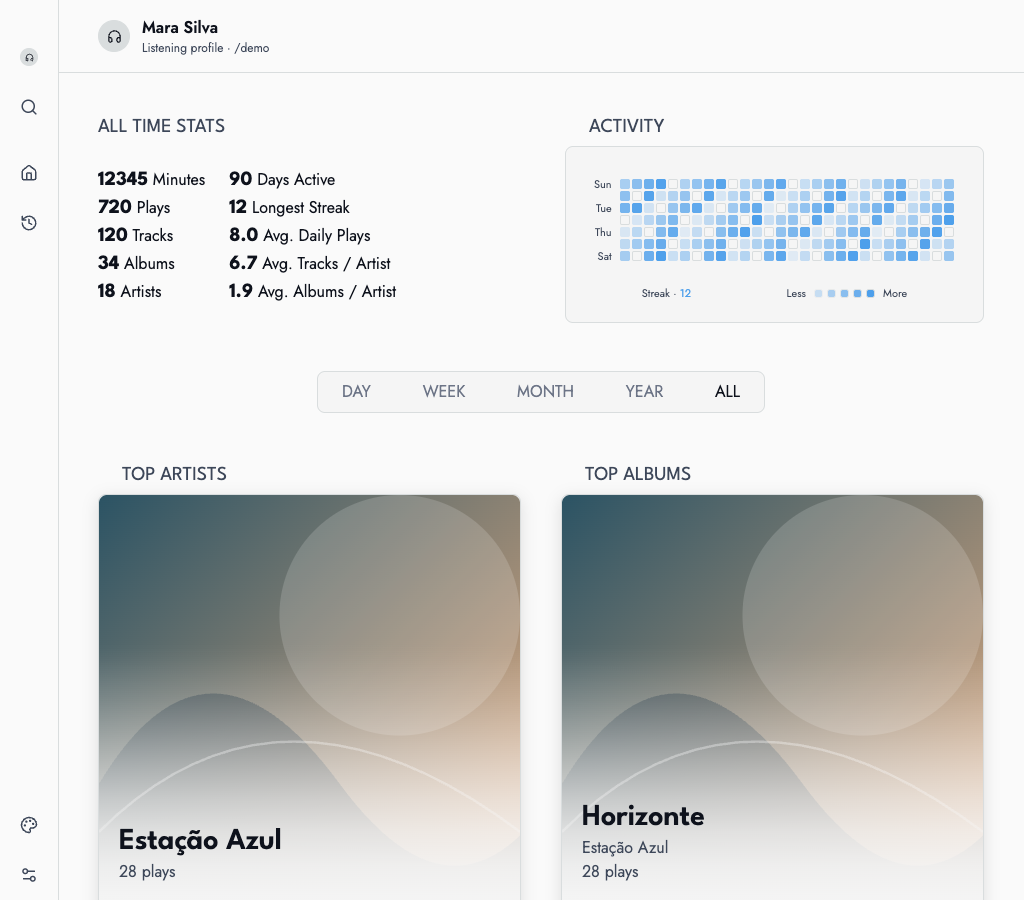 Mara Silva
Listening profile · /demo
ALL TIME STATS
12345 Minutes
720 Plays
120 Tracks
34 Albums
18 Artists
90 Days Active
12 Longest Streak
8.0 Avg. Daily Plays
6.7 Avg. Tracks / Artist
1.9 Avg. Albums / Artist
ACTIVITY
Sun
Tue
Thu
Sat
Streak · 12
Less More
DAY WEEK MONTH YEAR ALL
TOP ARTISTS
Estação Azul
28 plays
TOP ALBUMS
Horizonte
Estação Azul
28 plays